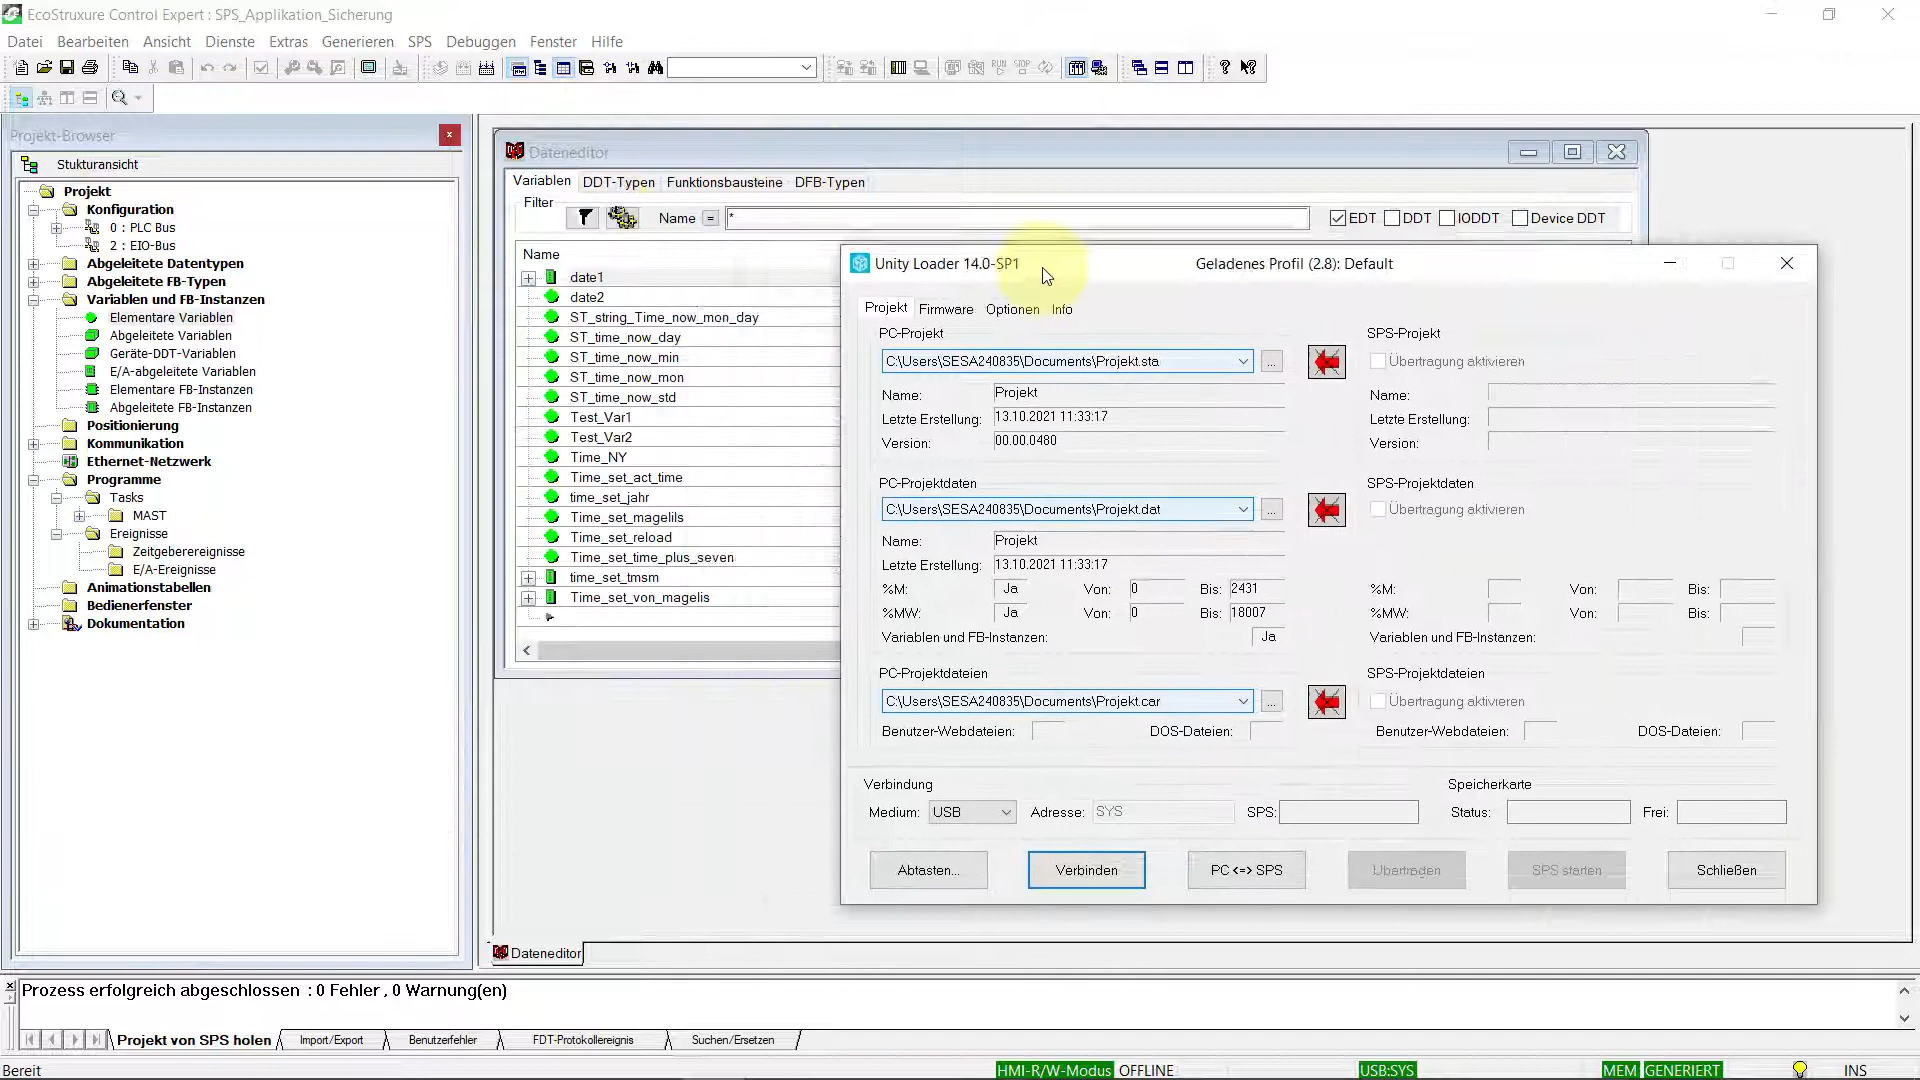 EcoStruxure Control Expert : SPS_Applikation_Sicherung
Datei Bearbeiten Ansicht Dienste Extras Generieren SPS Debuggen Fenster Hilfe
Projekt-Browser
Stukturansicht
Projekt
Konfiguration
0 : PLC Bus
2 : EIO-Bus
Abgeleitete Datentypen
Abgeleitete FB-Typen
Variablen und FB-Instanzen
Elementare Variablen
Abgeleitete Variablen
Geräte-DDT-Variablen
E/A-abgeleitete Variablen
Elementare FB-Instanzen
Abgeleitete FB-Instanzen
Positionierung
Kommunikation
Ethernet-Netzwerk
Programme
Tasks
MAST
Ereignisse
Zeitgeberereignisse
E/A-Ereignisse
Animationstabellen
Bedienerfenster
Dokumentation
Dateneditor
Variablen DDT-Typen Funktionsbausteine DFB-Typen
Filter
Name = * EDT DDT IODDT Device DDT
Name
date1
date2
ST_string_Time_now_mon_day
ST_time_now_day
ST_time_now_min
ST_time_now_mon
ST_time_now_std
Test_Var1
Test_Var2
Time_NY
Time_set_act_time
time_set_jahr
Time_set_magelils
Time_set_reload
Time_set_time_plus_seven
time_set_tmsm
Time_set_von_magelis
Unity Loader 14.0-SP1 Geladenes Profil (2.8): Default
Projekt Firmware Optionen Info
PC-Projekt SPS-Projekt
C:\Users\SESA240835\Documents\Projekt.sta ... Übertragung aktivieren
Name: Projekt Name:
Letzte Erstellung: 13.10.2021 11:33:17 Letzte Erstellung:
Version: 00.00.0480 Version:
PC-Projektdaten SPS-Projektdaten
C:\Users\SESA240835\Documents\Projekt.dat ... Übertragung aktivieren
Name: Projekt
Letzte Erstellung: 13.10.2021 11:33:17
%M: Ja Von: 0 Bis: 2431 %M: Von: Bis:
%MW: Ja Von: 0 Bis: 18007 %MW: Von: Bis:
Variablen und FB-Instanzen: Ja Variablen und FB-Instanzen:
PC-Projektdateien SPS-Projektdateien
C:\Users\SESA240835\Documents\Projekt.car ... Übertragung aktivieren
Benutzer-Webdateien: DOS-Dateien: Benutzer-Webdateien: DOS-Dateien:
Verbindung Speicherkarte
Medium: USB Adresse: SYS SPS: Status: Frei:
Abtasten... Verbinden PC <=> SPS Übertragen SPS starten Schließen
Dateneditor
Prozess erfolgreich abgeschlossen : 0 Fehler , 0 Warnung(en)
Projekt von SPS holen Import/Export Benutzerfehler FDT-Protokollereignis Suchen/Ersetzen
Bereit HMI-R/W-Modus OFFLINE USB:SYS MEM GENERIERT INS